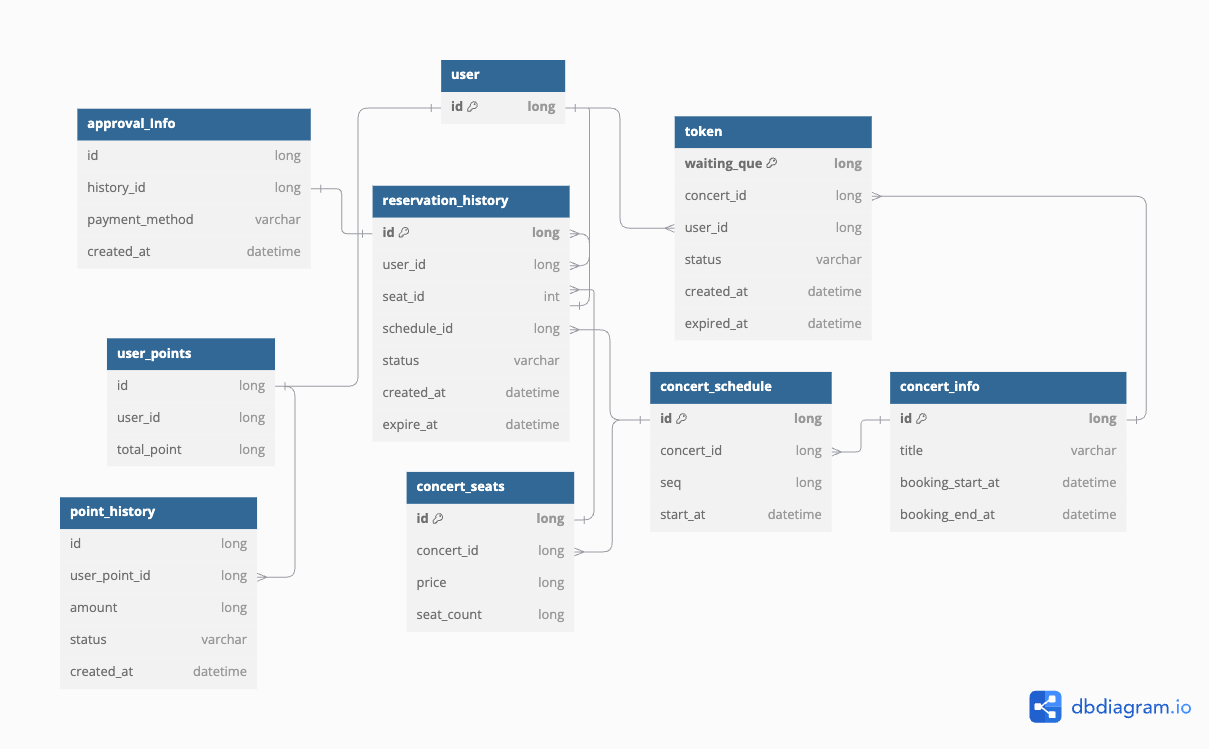 user
id long
approval_info
id long
history_id long
payment_method varchar
created_at datetime
token
waiting_que long
concert_id long
user_id long
status varchar
created_at datetime
expired_at datetime
reservation_history
id long
user_id long
seat_id int
schedule_id long
status varchar
created_at datetime
expire_at datetime
user_points
id long
user_id long
total_point long
concert_schedule
id long
concert_id long
seq long
start_at datetime
concert_info
id long
title varchar
booking_start_at datetime
booking_end_at datetime
concert_seats
id long
concert_id long
price long
seat_count long
point_history
id long
user_point_id long
amount long
status varchar
created_at datetime
dbdiagram.io